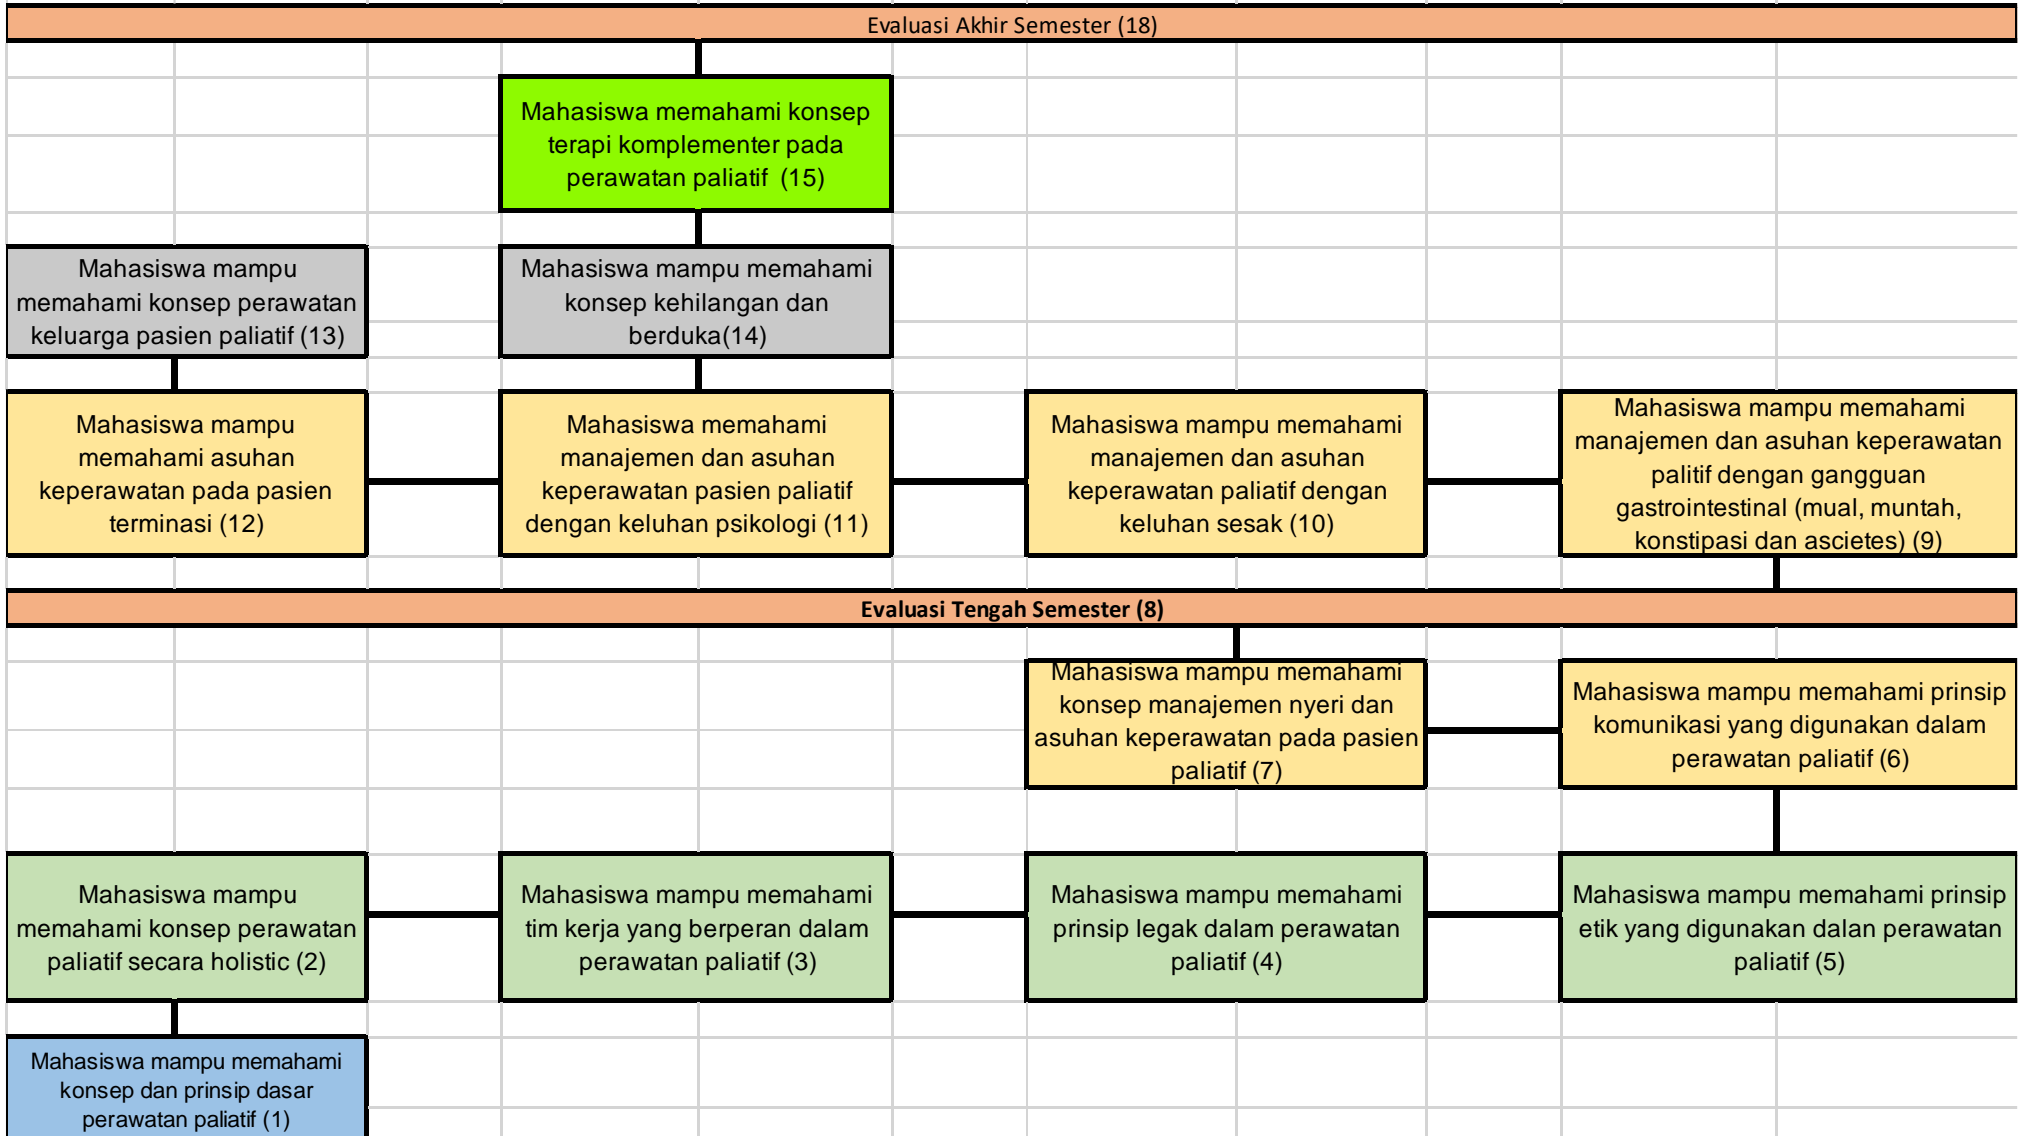 Evaluasi Akhir Semester (18)
Mahasiswa memahami konsep
terapi komplementer pada
perawatan paliatif  (15)
Mahasiswa mampu
memahami konsep perawatan
keluarga pasien paliatif (13)
Mahasiswa mampu memahami
konsep kehilangan dan
berduka(14)
Mahasiswa mampu
memahami asuhan
keperawatan pada pasien
terminasi (12)
Mahasiswa memahami
manajemen dan asuhan
keperawatan pasien paliatif
dengan keluhan psikologi (11)
Mahasiswa mampu memahami
manajemen dan asuhan
keperawatan paliatif dengan
keluhan sesak (10)
Mahasiswa mampu memahami
manajemen dan asuhan keperawatan
palitif dengan gangguan
gastrointestinal (mual, muntah,
konstipasi dan ascietes) (9)
Evaluasi Tengah Semester (8)
Mahasiswa mampu memahami
konsep manajemen nyeri dan
asuhan keperawatan pada pasien
paliatif (7)
Mahasiswa mampu memahami prinsip
komunikasi yang digunakan dalam
perawatan paliatif (6)
Mahasiswa mampu
memahami konsep perawatan
paliatif secara holistic (2)
Mahasiswa mampu memahami
tim kerja yang berperan dalam
perawatan paliatif (3)
Mahasiswa mampu memahami
prinsip legak dalam perawatan
paliatif (4)
Mahasiswa mampu memahami prinsip
etik yang digunakan dalan perawatan
paliatif (5)
Mahasiswa mampu memahami
konsep dan prinsip dasar
perawatan paliatif (1)